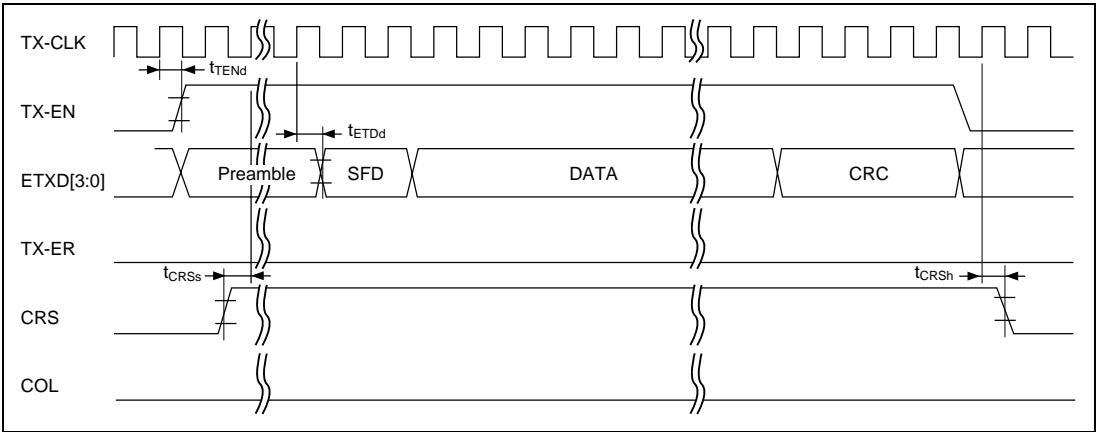 TX-CLK
tTENd
TX-EN
tETDd
ETXD[3:0]
Preamble SFD DATA CRC
TX-ER
tCRSs tCRSh
CRS
COL